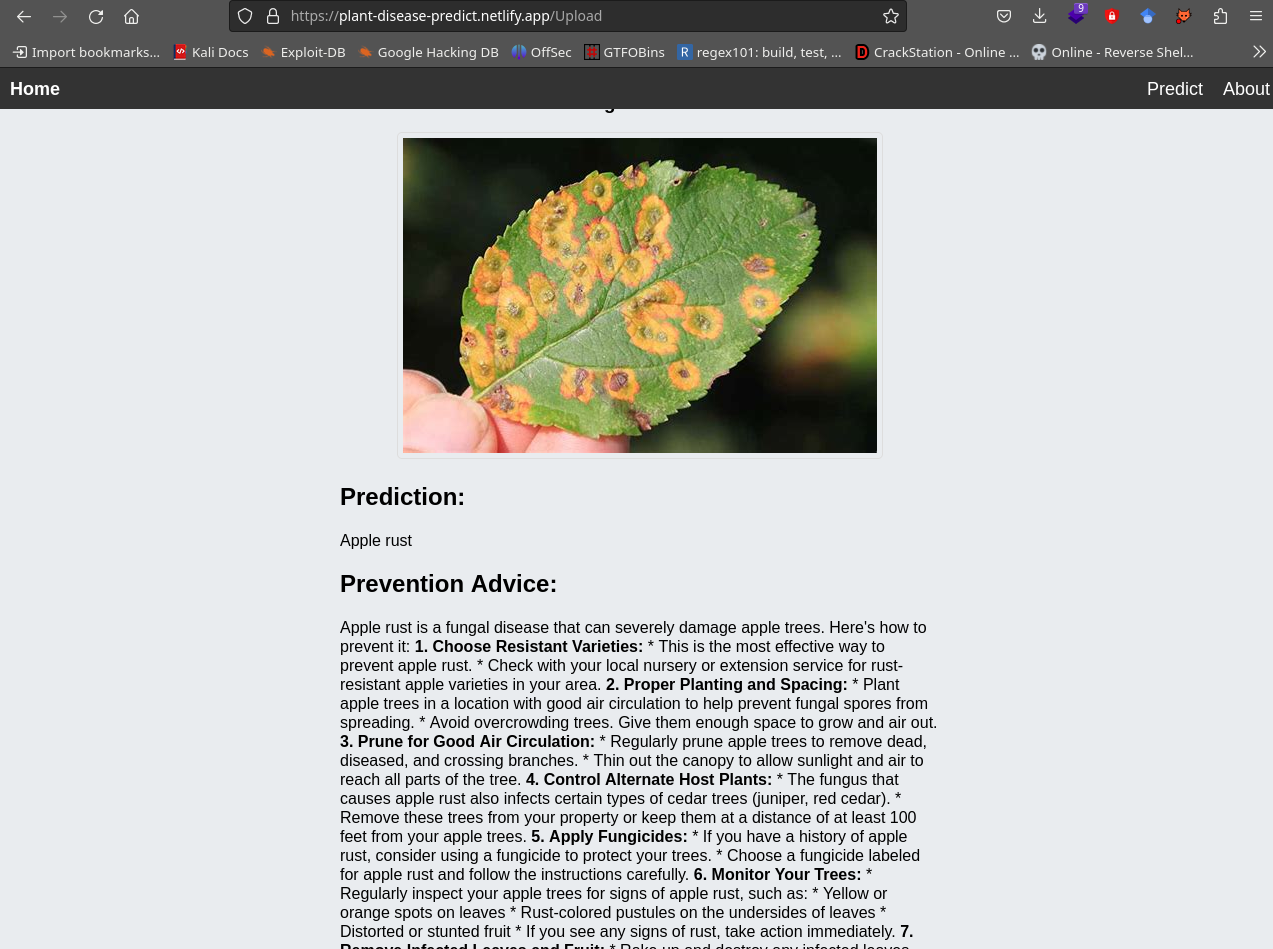 https://plant-disease-predict.netlify.app/Upload
9
Import bookmarks... Kali Docs Exploit-DB Google Hacking DB OffSec GTFOBins R regex101: build, test, ... D CrackStation - Online ... Online - Reverse Shel...
Home Predict About
Prediction:
Apple rust
Prevention Advice:
Apple rust is a fungal disease that can severely damage apple trees. Here's how to
prevent it: 1. Choose Resistant Varieties: * This is the most effective way to
prevent apple rust. * Check with your local nursery or extension service for rust-
resistant apple varieties in your area. 2. Proper Planting and Spacing: * Plant
apple trees in a location with good air circulation to help prevent fungal spores from
spreading. * Avoid overcrowding trees. Give them enough space to grow and air out.
3. Prune for Good Air Circulation: * Regularly prune apple trees to remove dead,
diseased, and crossing branches. * Thin out the canopy to allow sunlight and air to
reach all parts of the tree. 4. Control Alternate Host Plants: * The fungus that
causes apple rust also infects certain types of cedar trees (juniper, red cedar). *
Remove these trees from your property or keep them at a distance of at least 100
feet from your apple trees. 5. Apply Fungicides: * If you have a history of apple
rust, consider using a fungicide to protect your trees. * Choose a fungicide labeled
for apple rust and follow the instructions carefully. 6. Monitor Your Trees: *
Regularly inspect your apple trees for signs of apple rust, such as: * Yellow or
orange spots on leaves * Rust-colored pustules on the undersides of leaves *
Distorted or stunted fruit * If you see any signs of rust, take action immediately. 7.
Remove Infected Leaves and Fruit: * Rake up and destroy any infected leaves